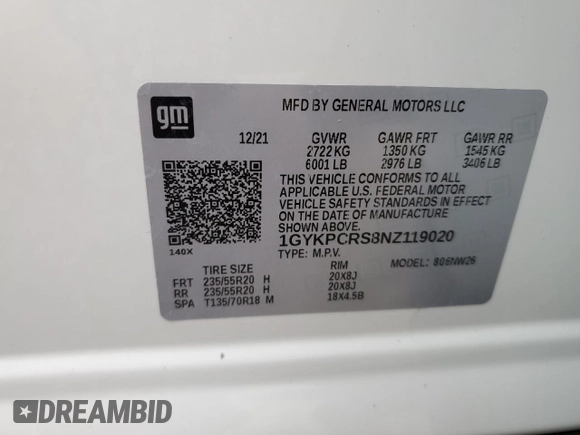 gm
MFD BY GENERAL MOTORS LLC
12/21 GVWR GAWR FRT GAWR RR
2722 KG 1350 KG 1545 KG
6001 LB 2976 LB 3406 LB
THIS VEHICLE CONFORMS TO ALL
APPLICABLE U.S. FEDERAL MOTOR
VEHICLE SAFETY STANDARDS IN EFFECT
ON THE DATE OF MANUFACTURE
SHOWN ABOVE.
1GYKPCRS8NZ119020
TYPE: M.P.V. MODEL: 606NW26
140X
TIRE SIZE RIM
FRT 235/55R20 H 20X8J
RR 235/55R20 H 20X8J
SPA T135/70R18 M 18X4.5B
DREAMBID